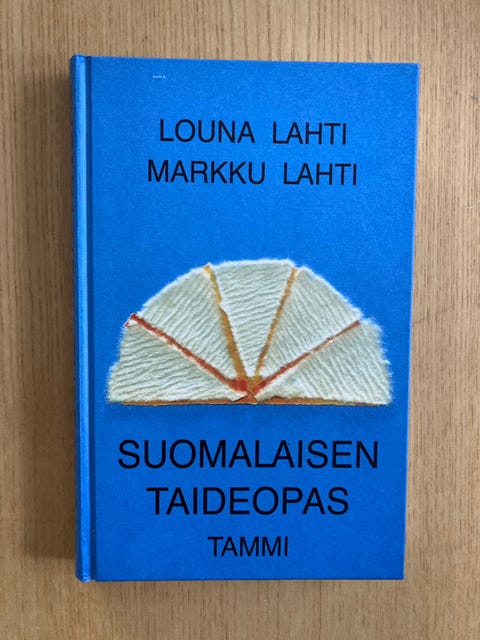 LOUNA LAHTI
MARKKU LAHTI
SUOMALAISEN
TAIDEOPAS
TAMMI